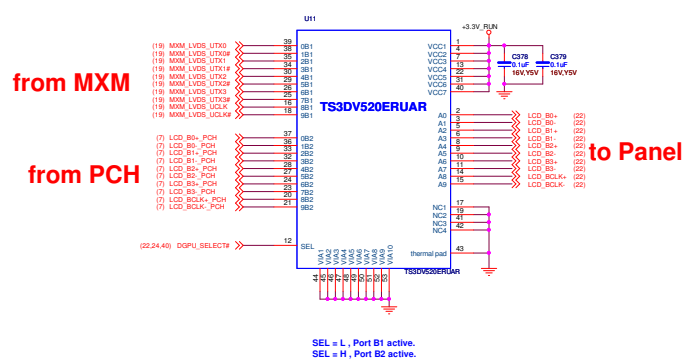 U11
+3.3V_RUN
from MXM
(19) MXM_LVDS_UTX0 39 0B1
(19) MXM_LVDS_UTX0# 38 1B1
(19) MXM_LVDS_UTX1 35 2B1
(19) MXM_LVDS_UTX1# 34 3B1
(19) MXM_LVDS_UTX2 30 4B1
(19) MXM_LVDS_UTX2# 29 5B1
(19) MXM_LVDS_UTX3 26 6B1
(19) MXM_LVDS_UTX3# 25 7B1
(19) MXM_LVDS_UCLK 16 8B1
(19) MXM_LVDS_UCLK# 18 9B1
VCC1 1
VCC2 4
VCC3 7
VCC4 13
VCC5 22
VCC6 31
VCC7 40
C378
0.1uF
16V,Y5V
C379
0.1uF
16V,Y5V
TS3DV520ERUAR
from PCH
(7) LCD_B0+_PCH 37 0B2
(7) LCD_B0-_PCH 36 1B2
(7) LCD_B1+_PCH 33 2B2
(7) LCD_B1-_PCH 32 3B2
(7) LCD_B2+_PCH 28 4B2
(7) LCD_B2-_PCH 27 5B2
(7) LCD_B3+_PCH 24 6B2
(7) LCD_B3-_PCH 23 7B2
(7) LCD_BCLK+_PCH 20 8B2
(7) LCD_BCLK-_PCH 21 9B2
A0 2 LCD_B0+ (22)
A1 3 LCD_B0- (22)
A2 5 LCD_B1+ (22)
A3 6 LCD_B1- (22)
A4 8 LCD_B2+ (22)
A5 9 LCD_B2- (22)
A6 10 LCD_B3+ (22)
A7 11 LCD_B3- (22)
A8 14 LCD_BCLK+ (22)
A9 15 LCD_BCLK- (22)
to Panel
NC1 17
NC2 19
NC3 41
NC4 42
(22,24,40) DGPU_SELECT# 12 SEL
thermal pad 43
VIA1 VIA2 VIA3 VIA4 VIA5 VIA6 VIA7 VIA8 VIA9 VIA10
TS3DV520ERUAR
44 45 46 47 48 49 50 51 52 53
SEL = L , Port B1 active.
SEL = H , Port B2 active.